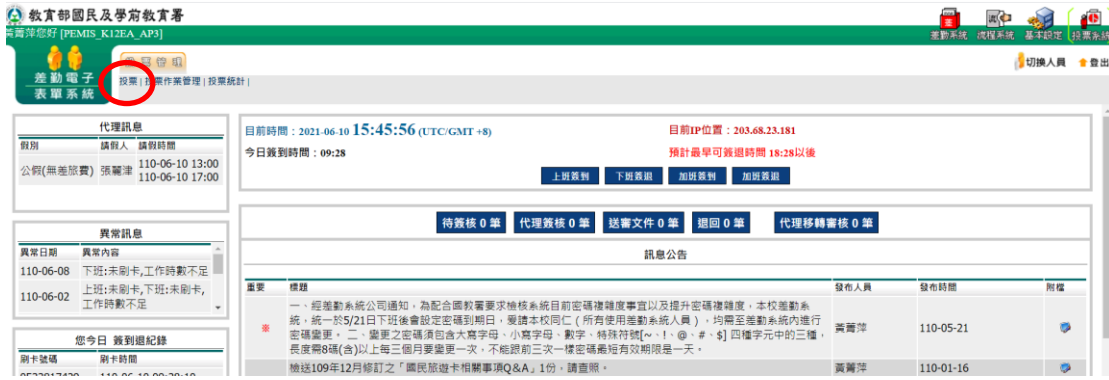 教育部國民及學前教育署
黃菁萍您好 [PEMIS_K12EA_AP3]
差勤系統 流程系統 基本設定 投票系統
差勤電子
表單系統
投票 | 投票作業管理 | 投票統計 |
切換人員 登出
代理訊息
假別 請假人 請假時間
公假(無差旅費) 張麗津 110-06-10 13:00
110-06-10 17:00
目前時間：2021-06-10 15:45:56 (UTC/GMT +8) 目前IP位置：203.68.23.181
今日簽到時間：09:28 預計最早可簽退時間 18:28以後
上班簽到 下班簽退 加班簽到 加班簽退
待簽核 0 筆 代理簽核 0 筆 送審文件 0 筆 退回 0 筆 代理移轉審核 0 筆
異常訊息
異常日期 異常內容
110-06-08 下班:未刷卡,工作時數不足
110-06-02 上班:未刷卡,下班:未刷卡,
工作時數不足
訊息公告
重要 標題 發布人員 發布時間 附檔
※ 一、經差勤系統公司通知，為配合國教署要求檢核系統目前密碼複雜度事宜以及提升密碼複雜度，本校差勤系
統，統一於5/21日下班後會設定密碼到期日，爰請本校同仁（所有使用差勤系統人員），均需至差勤系統內進行
密碼變更。 二、變更之密碼須包含大寫字母、小寫字母、數字、特殊符號[~、!、@、#、$] 四種字元中的三種，
長度需8碼(含)以上每三個月要變更一次，不能跟前三次一樣密碼最短有效期限是一天。
黃菁萍 110-05-21
檢送109年12月修訂之「國民旅遊卡相關事項Q&A」1份，請查照。 黃菁萍 110-01-16
您今日 簽到退紀錄
刷卡號碼 刷卡時間